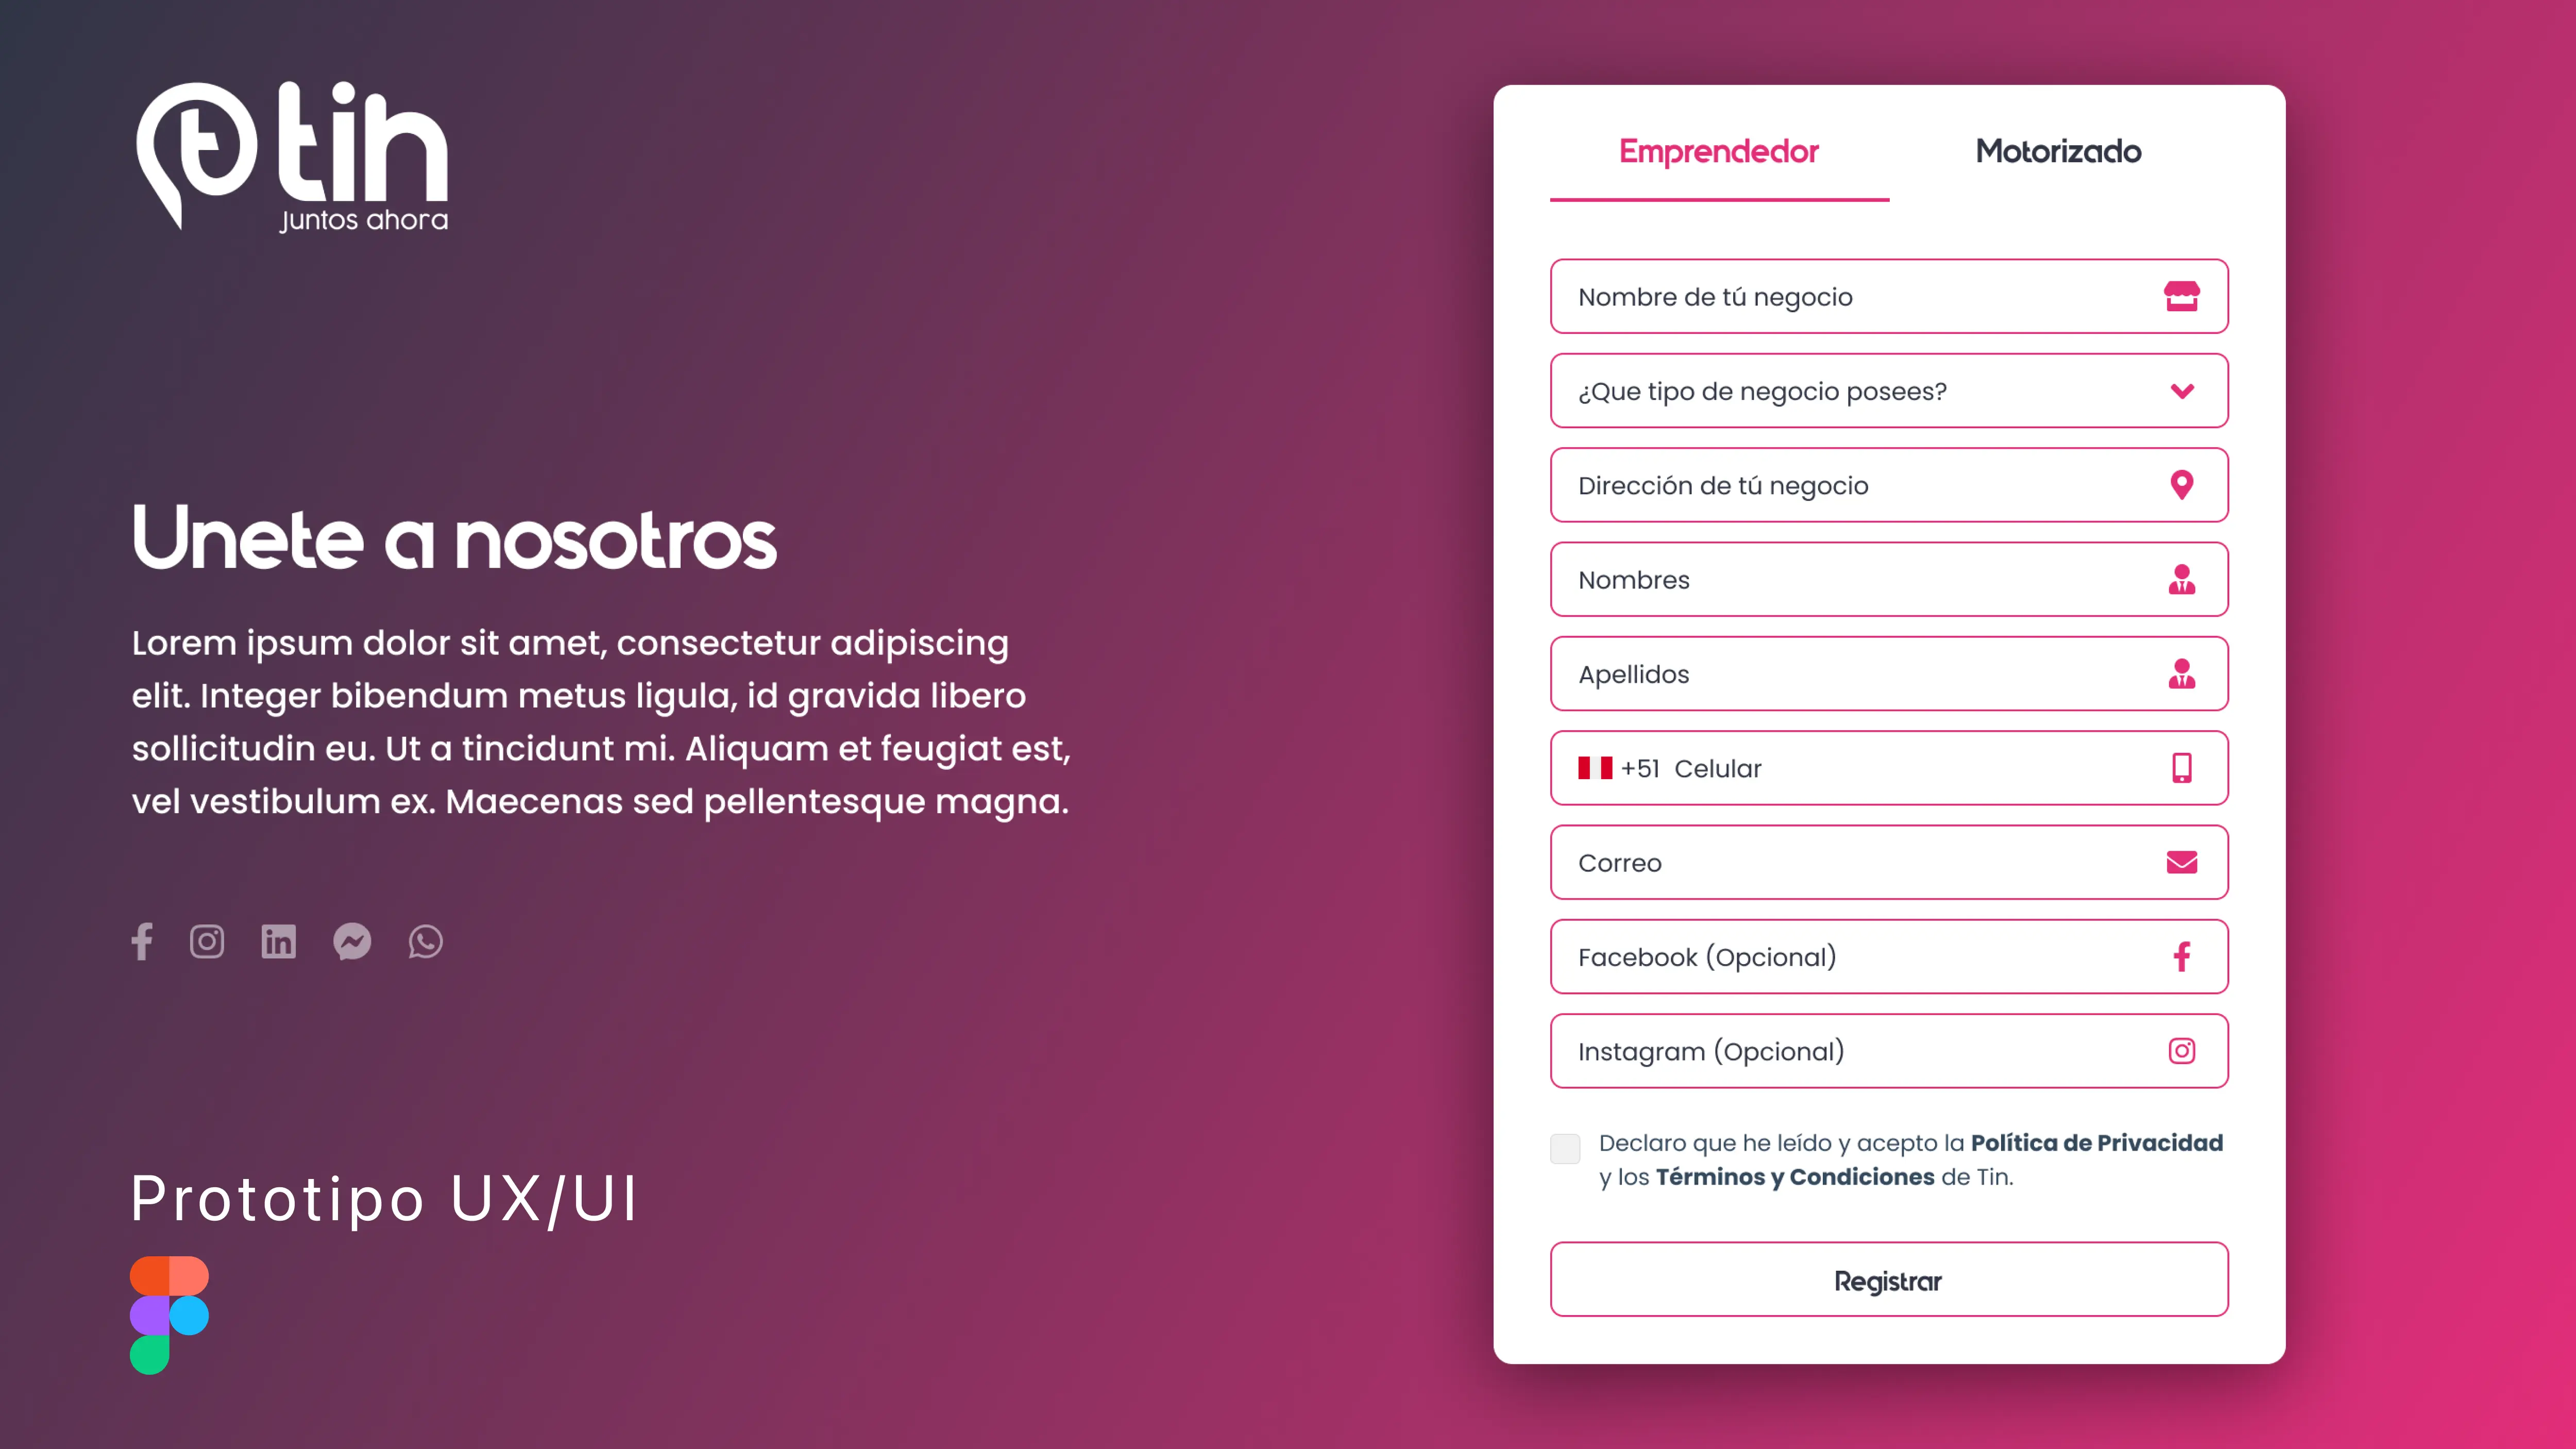 tin
Juntos ahora
Unete a nosotros
Lorem ipsum dolor sit amet, consectetur adipiscing
elit. Integer bibendum metus ligula, id gravida libero
sollicitudin eu. Ut a tincidunt mi. Aliquam et feugiat est,
vel vestibulum ex. Maecenas sed pellentesque magna.
Prototipo UX/UI
Emprendedor
Motorizado
Nombre de tú negocio
¿Que tipo de negocio posees?
Dirección de tú negocio
Nombres
Apellidos
+51 Celular
Correo
Facebook (Opcional)
Instagram (Opcional)
Declaro que he leído y acepto la Política de Privacidad
y los Términos y Condiciones de Tin.
Registrar